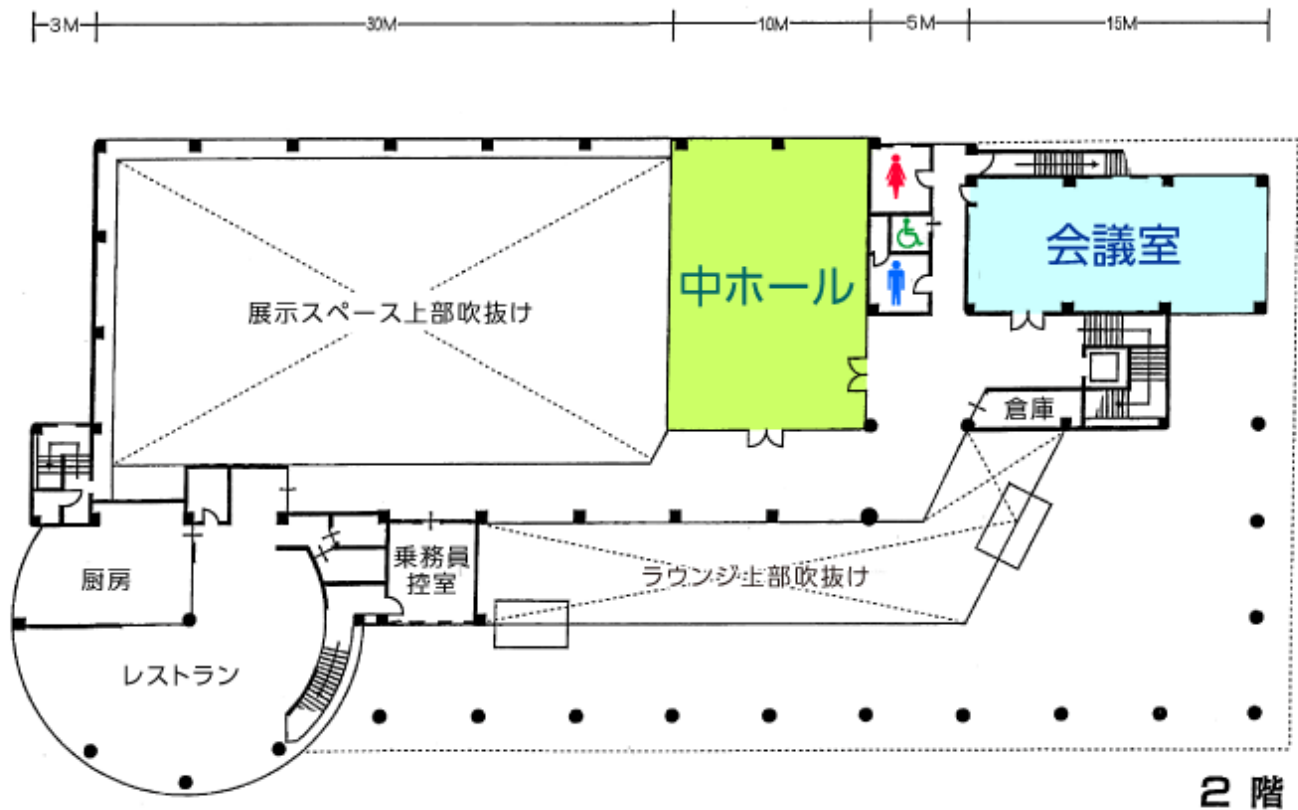 3M
30M
10M
5M
15M
会議室
中ホール
展示スペース上部吹抜け
倉庫
乗務員
控室
厨房
ラウンジ上部吹抜け
レストラン
2 階